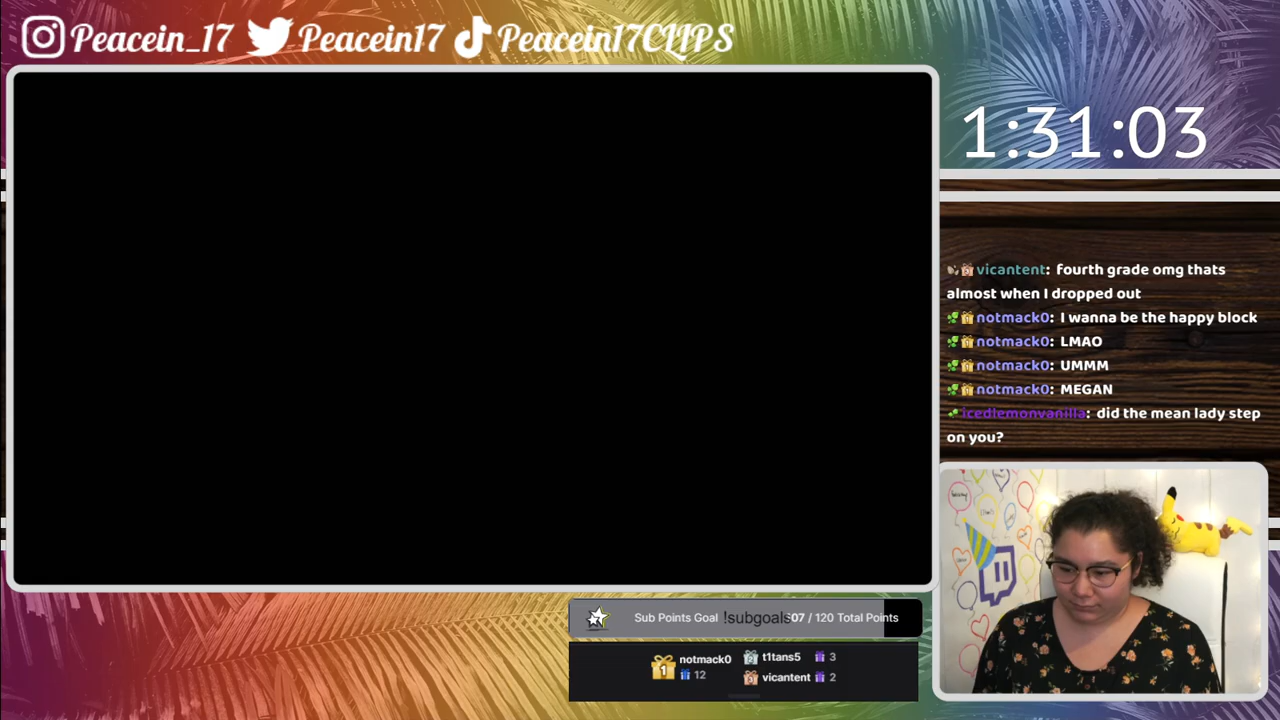 Peacein_17 Peacein17 Peacein17CLIPS
1:31:03
vicantent: fourth grade omg thats
almost when I dropped out
notmack0: I wanna be the happy block
notmack0: LMAO
notmack0: UMMM
notmack0: MEGAN
icedlemonvanilla: did the mean lady step
on you?
Sub Points Goal !subgoals 07 / 120 Total Points
1 notmack0 12
t1tans5 3
vicantent 2